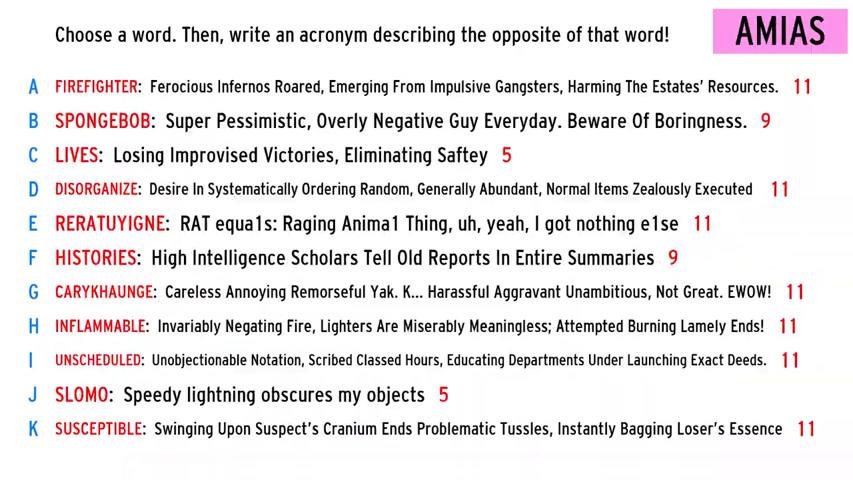 Choose a word. Then, write an acronym describing the opposite of that word!
AMIAS
A FIREFIGHTER: Ferocious Infernos Roared, Emerging From Impulsive Gangsters, Harming The Estates' Resources. 11
B SPONGEBOB: Super Pessimistic, Overly Negative Guy Everyday. Beware Of Boringness. 9
C LIVES: Losing Improvised Victories, Eliminating Saftey 5
D DISORGANIZE: Desire In Systematically Ordering Random, Generally Abundant, Normal Items Zealously Executed 11
E RERATUYIGNE: RAT equa1s: Raging Anima1 Thing, uh, yeah, I got nothing e1se 11
F HISTORIES: High Intelligence Scholars Tell Old Reports In Entire Summaries 9
G CARYKHAUNGE: Careless Annoying Remorseful Yak. K... Harassful Aggravant Unambitious, Not Great. EWOW! 11
H INFLAMMABLE: Invariably Negating Fire, Lighters Are Miserably Meaningless; Attempted Burning Lamely Ends! 11
I UNSCHEDULED: Unobjectionable Notation, Scribed Classed Hours, Educating Departments Under Launching Exact Deeds. 11
J SLOMO: Speedy lightning obscures my objects 5
K SUSCEPTIBLE: Swinging Upon Suspect's Cranium Ends Problematic Tussles, Instantly Bagging Loser's Essence 11